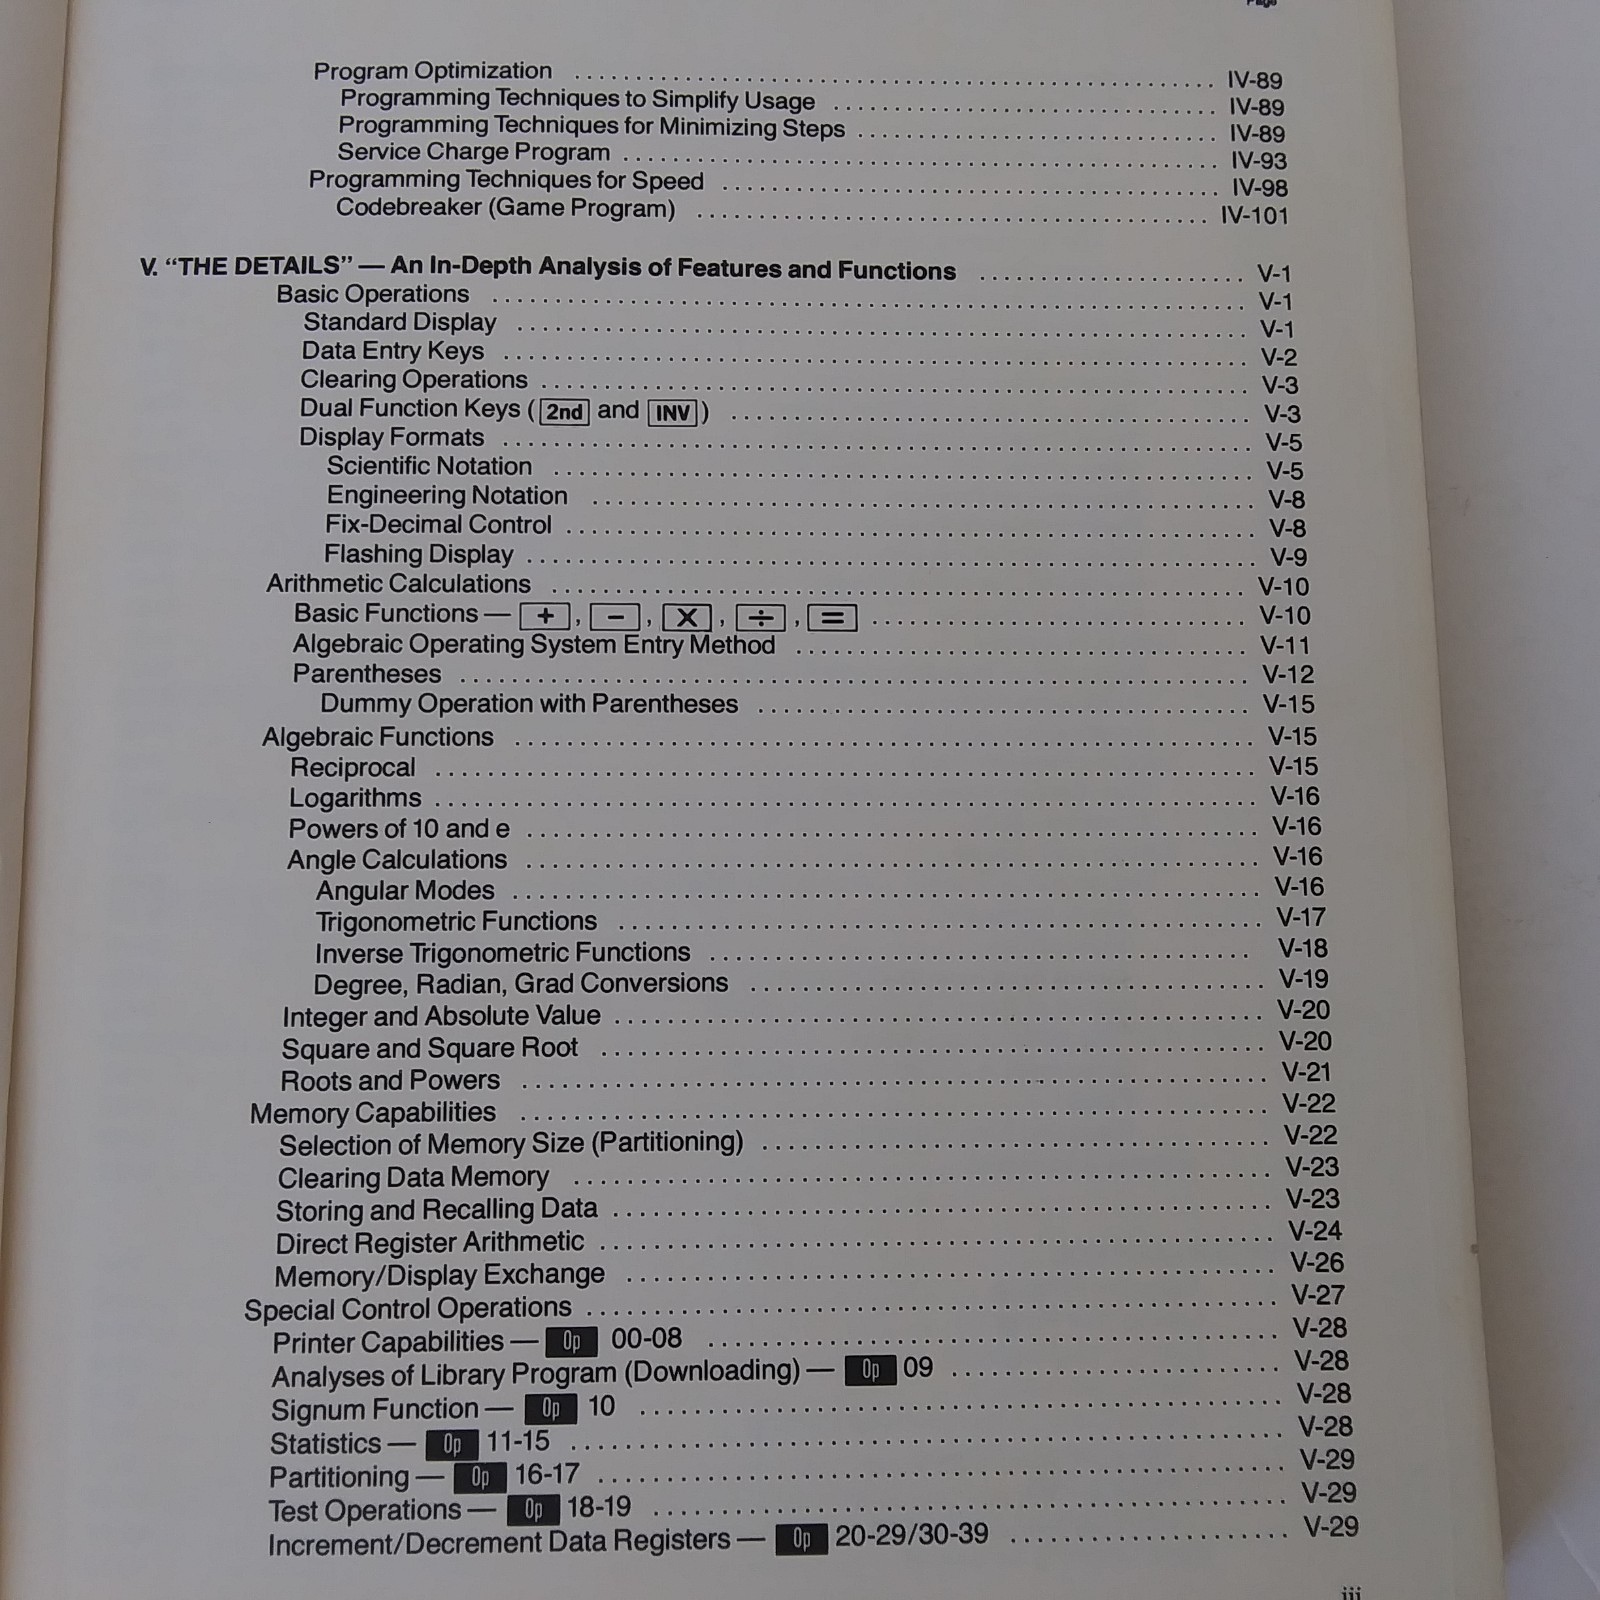 Page
Program Optimization .......... IV-89
Programming Techniques to Simplify Usage .......... IV-89
Programming Techniques for Minimizing Steps .......... IV-89
Service Charge Program .......... IV-93
Programming Techniques for Speed .......... IV-98
Codebreaker (Game Program) .......... IV-101
V. “THE DETAILS” — An In-Depth Analysis of Features and Functions .......... V-1
Basic Operations .......... V-1
Standard Display .......... V-1
Data Entry Keys .......... V-2
Clearing Operations .......... V-3
Dual Function Keys ( 2nd and INV ) .......... V-3
Display Formats .......... V-5
Scientific Notation .......... V-5
Engineering Notation .......... V-8
Fix-Decimal Control .......... V-8
Flashing Display .......... V-9
Arithmetic Calculations .......... V-10
Basic Functions — + , − , X , ÷ , = .......... V-10
Algebraic Operating System Entry Method .......... V-11
Parentheses .......... V-12
Dummy Operation with Parentheses .......... V-15
Algebraic Functions .......... V-15
Reciprocal .......... V-15
Logarithms .......... V-16
Powers of 10 and e .......... V-16
Angle Calculations .......... V-16
Angular Modes .......... V-16
Trigonometric Functions .......... V-17
Inverse Trigonometric Functions .......... V-18
Degree, Radian, Grad Conversions .......... V-19
Integer and Absolute Value .......... V-20
Square and Square Root .......... V-20
Roots and Powers .......... V-21
Memory Capabilities .......... V-22
Selection of Memory Size (Partitioning) .......... V-22
Clearing Data Memory .......... V-23
Storing and Recalling Data .......... V-23
Direct Register Arithmetic .......... V-24
Memory/Display Exchange .......... V-26
Special Control Operations .......... V-27
Printer Capabilities — Op 00-08 .......... V-28
Analyses of Library Program (Downloading) — Op 09 .......... V-28
Signum Function — Op 10 .......... V-28
Statistics — Op 11-15 .......... V-28
Partitioning — Op 16-17 .......... V-29
Test Operations — Op 18-19 .......... V-29
Increment/Decrement Data Registers — Op 20-29/30-39 .......... V-29
iii